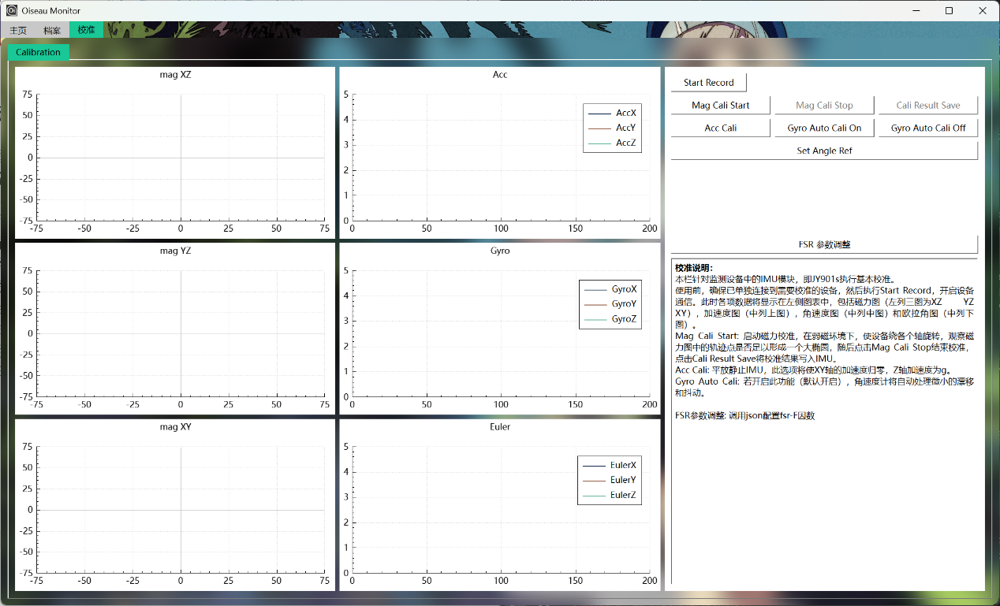 Oiseau Monitor
主页 档案 校准
Calibration
mag XZ
75
50
25
0
-25
-50
-75
-75 -50 -25 0 25 50 75
mag YZ
75
50
25
0
-25
-50
-75
-75 -50 -25 0 25 50 75
mag XY
75
50
25
0
-25
-50
-75
-75 -50 -25 0 25 50 75
Acc
5
4
3
2
1
0
0 50 100 150 200
AccX
AccY
AccZ
Gyro
5
4
3
2
1
0
0 50 100 150 200
GyroX
GyroY
GyroZ
Euler
5
4
3
2
1
0
0 50 100 150 200
EulerX
EulerY
EulerZ
Start Record
Mag Cali Start Mag Cali Stop Cali Result Save
Acc Cali Gyro Auto Cali On Gyro Auto Cali Off
Set Angle Ref
FSR 参数调整
校准说明：
本栏针对监测设备中的IMU模块，即JY901s执行基本校准。
使用前，确保已单独连接到需要校准的设备，然后执行Start Record，开启设备
通信。此时各项数据将显示在左侧图表中，包括磁力图（左列三图为XZ YZ
XY），加速度图（中列上图），角速度图（中列中图）和欧拉角图（中列下
图）。
Mag Cali Start: 启动磁力校准，在弱磁环境下，使设备绕各个轴旋转，观察磁
力图中的轨迹点是否足以形成一个大椭圆，随后点击Mag Cali Stop结束校准，
点击Cali Result Save将校准结果写入IMU。
Acc Cali: 平放静止IMU，此选项将使XY轴的加速度归零，Z轴加速度为g。
Gyro Auto Cali: 若开启此功能（默认开启），角速度计将自动处理微小的漂移
和抖动。
FSR参数调整: 调用json配置fsr-F因数